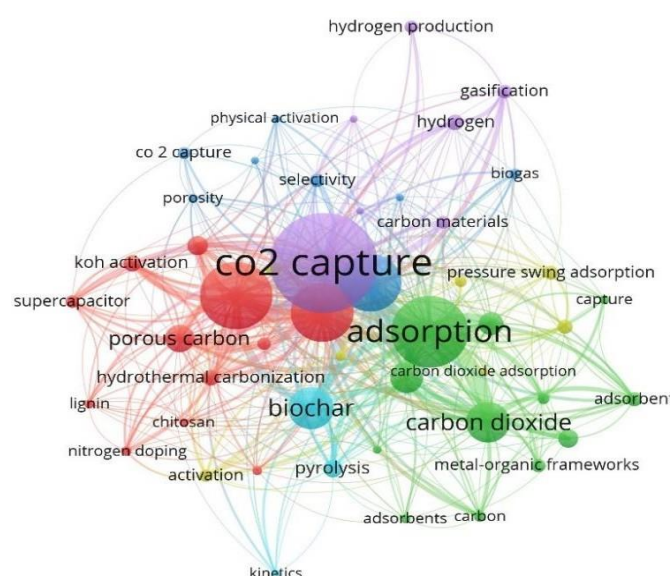 hydrogen production
gasification
physical activation
hydrogen
co 2 capture
selectivity
biogas
porosity
carbon materials
koh activation
co2 capture
pressure swing adsorption
supercapacitor
capture
porous carbon
adsorption
hydrothermal carbonization
carbon dioxide adsorption
lignin
biochar
adsorbent
chitosan
carbon dioxide
nitrogen doping
activation
pyrolysis
metal-organic frameworks
adsorbents
carbon
kinetics